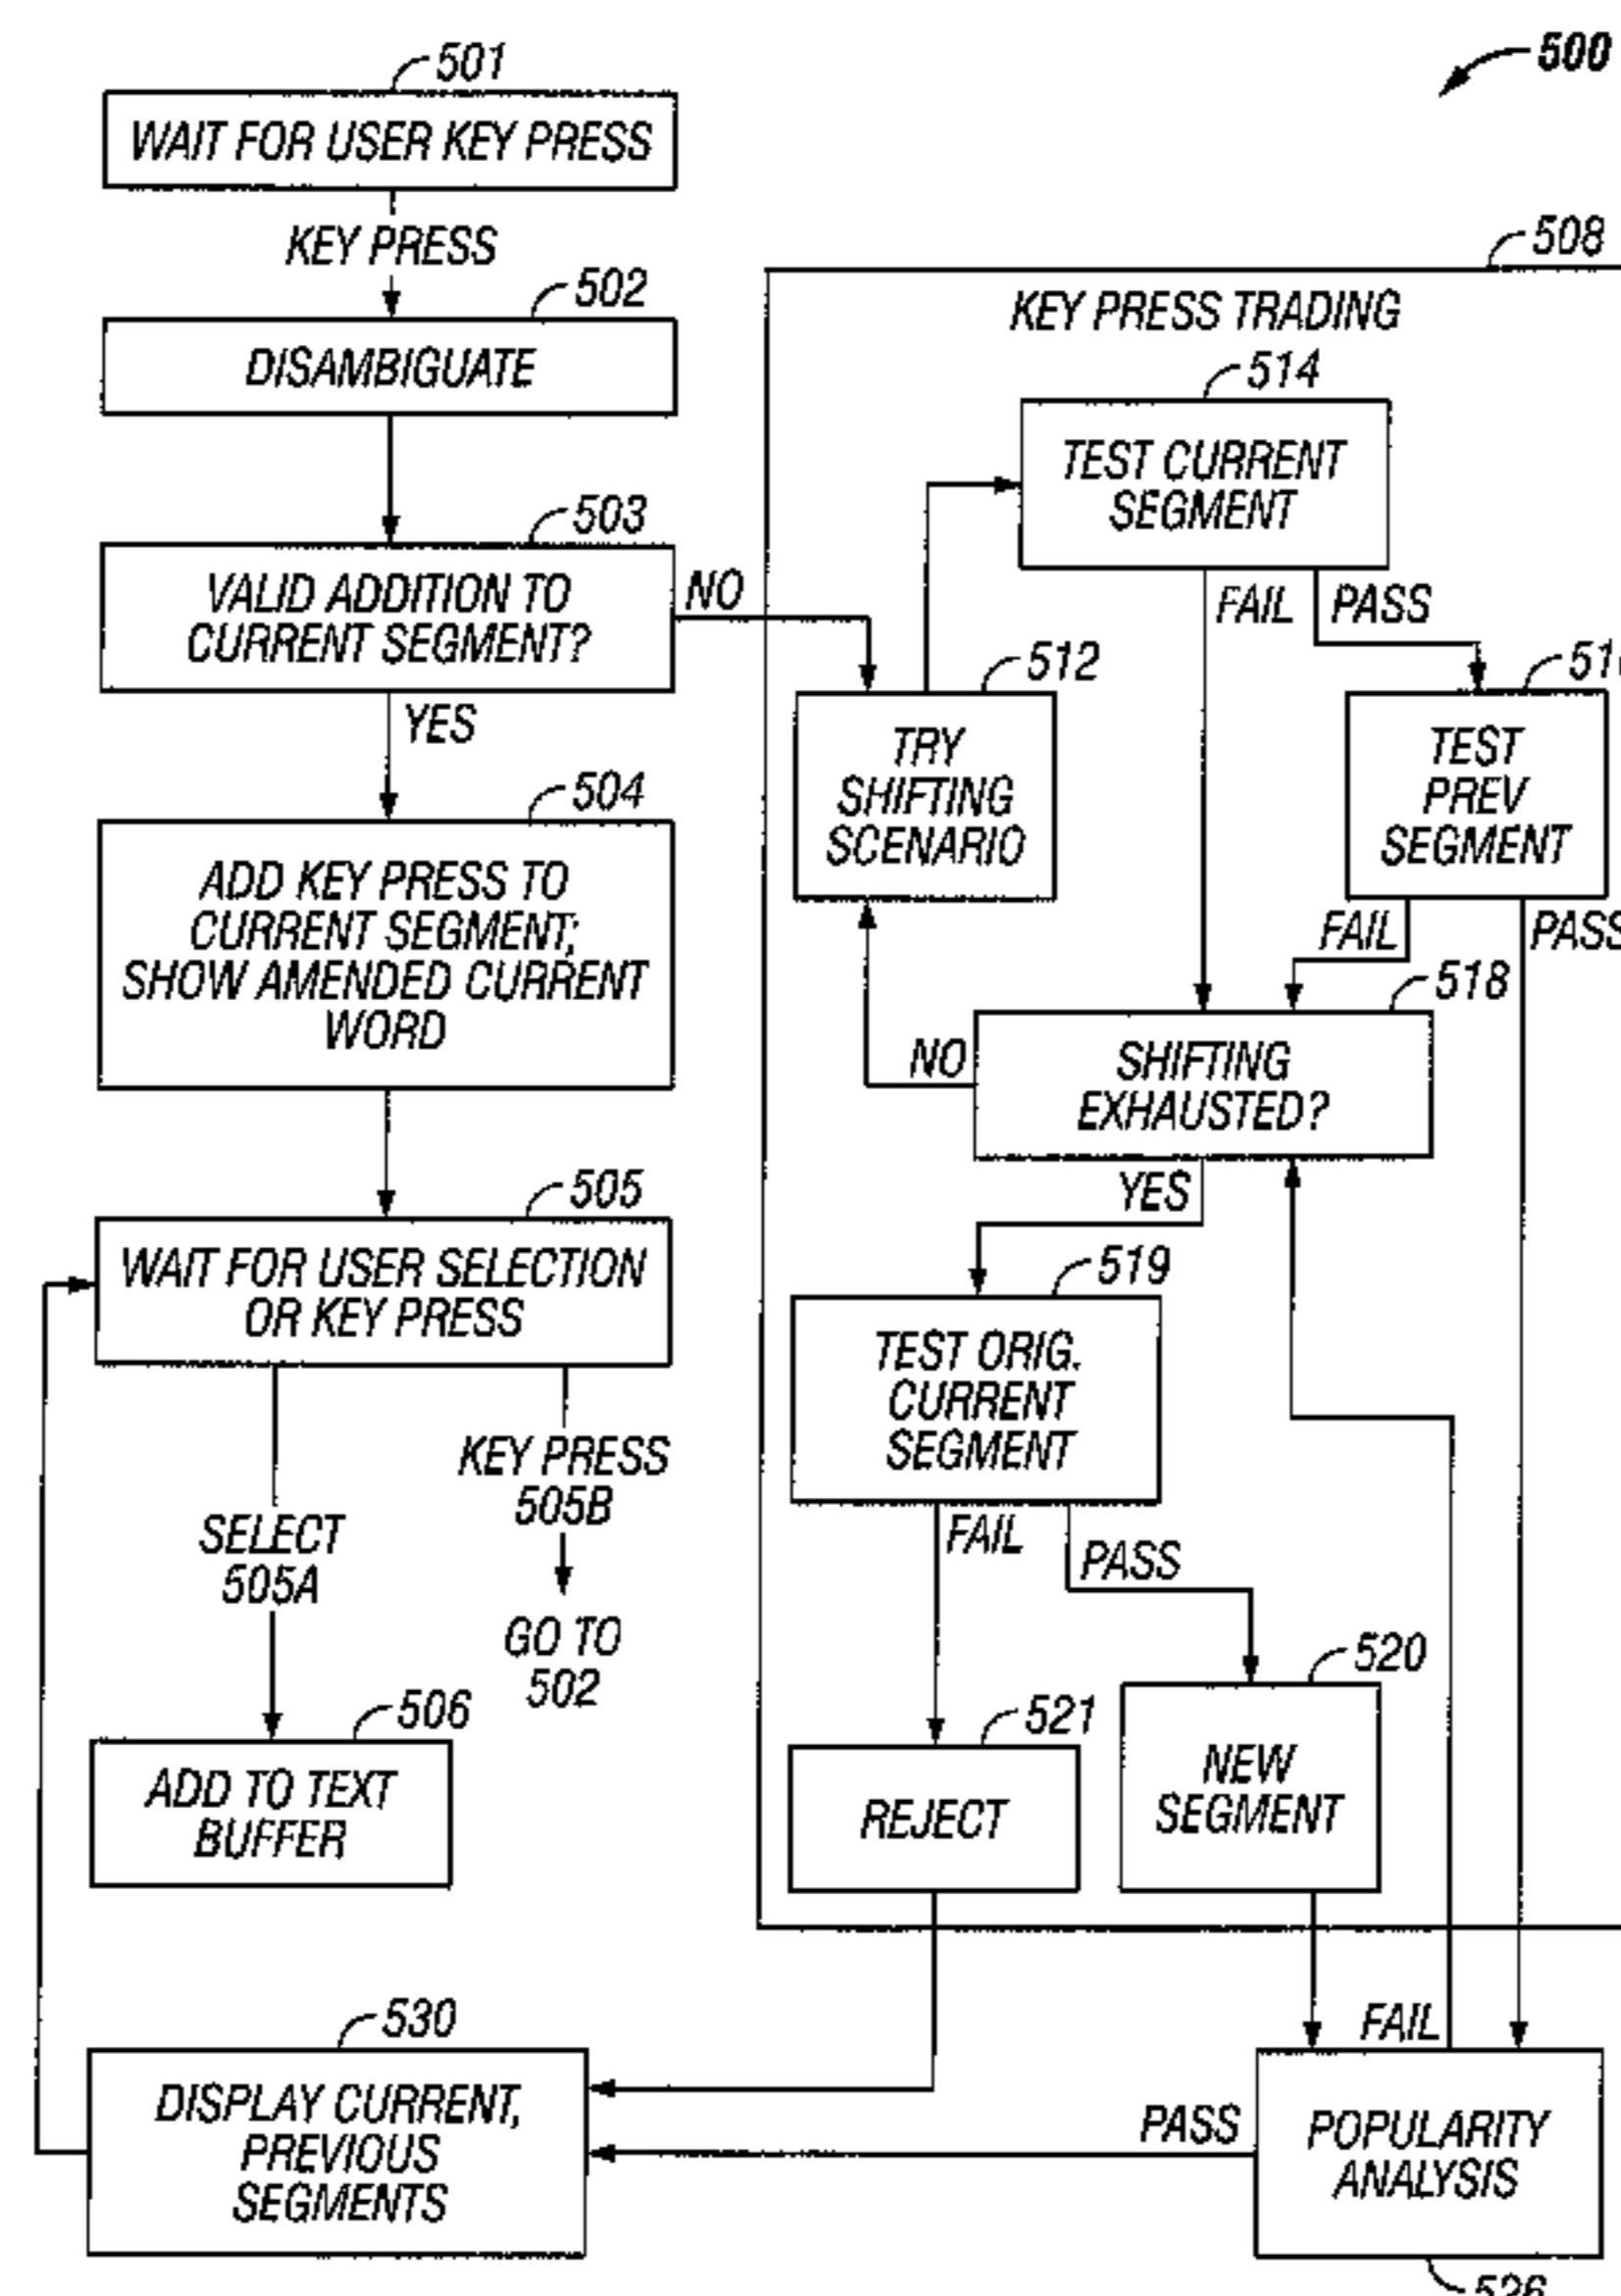 500
501
WAIT FOR USER KEY PRESS
KEY PRESS
502
DISAMBIGUATE
503
VALID ADDITION TO
CURRENT SEGMENT?
NO
YES
504
ADD KEY PRESS TO
CURRENT SEGMENT;
SHOW AMENDED CURRENT
WORD
505
WAIT FOR USER SELECTION
OR KEY PRESS
SELECT
505A
KEY PRESS
505B
GO TO
502
506
ADD TO TEXT
BUFFER
508
KEY PRESS TRADING
514
TEST CURRENT
SEGMENT
FAIL
PASS
512
TRY
SHIFTING
SCENARIO
TEST
PREV
SEGMENT
FAIL
PASS
518
SHIFTING
EXHAUSTED?
NO
YES
519
TEST ORIG.
CURRENT
SEGMENT
FAIL
PASS
521
REJECT
520
NEW
SEGMENT
530
DISPLAY CURRENT,
PREVIOUS
SEGMENTS
FAIL
PASS
POPULARITY
ANALYSIS
526